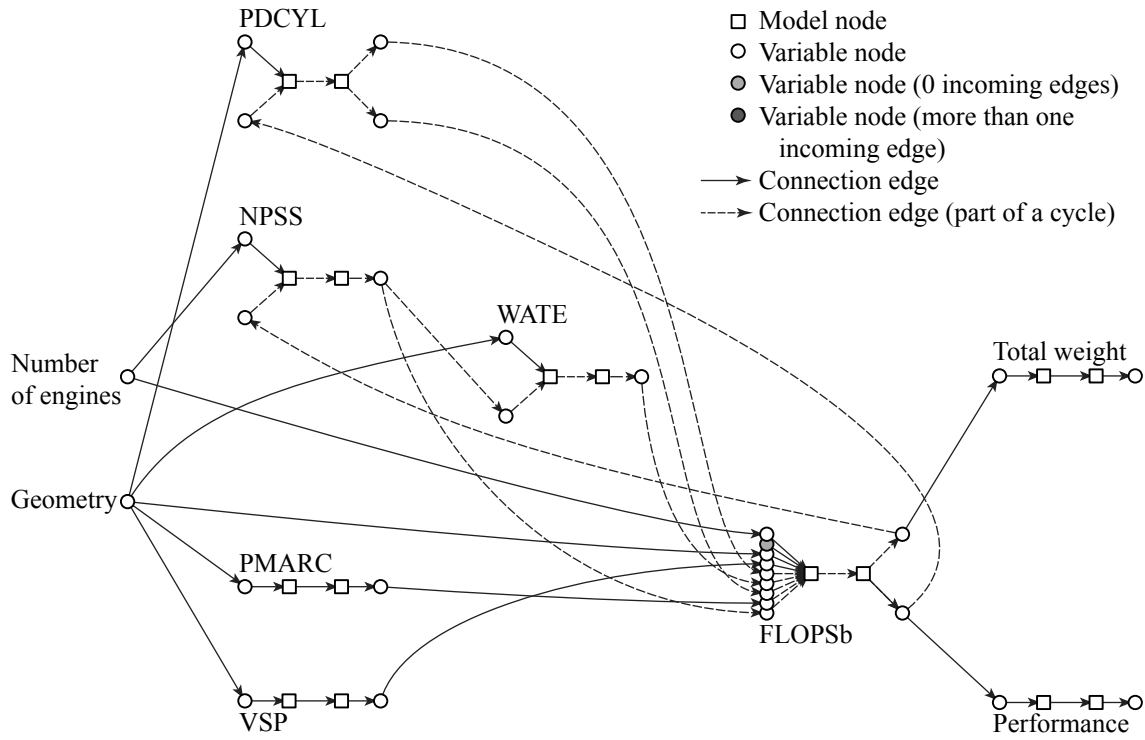 PDCYL
Model node
Variable node
Variable node (0 incoming edges)
Variable node (more than one
incoming edge)
Connection edge
Connection edge (part of a cycle)
NPSS
WATE
Number
of engines
Total weight
Geometry
PMARC
FLOPSb
VSP
Performance